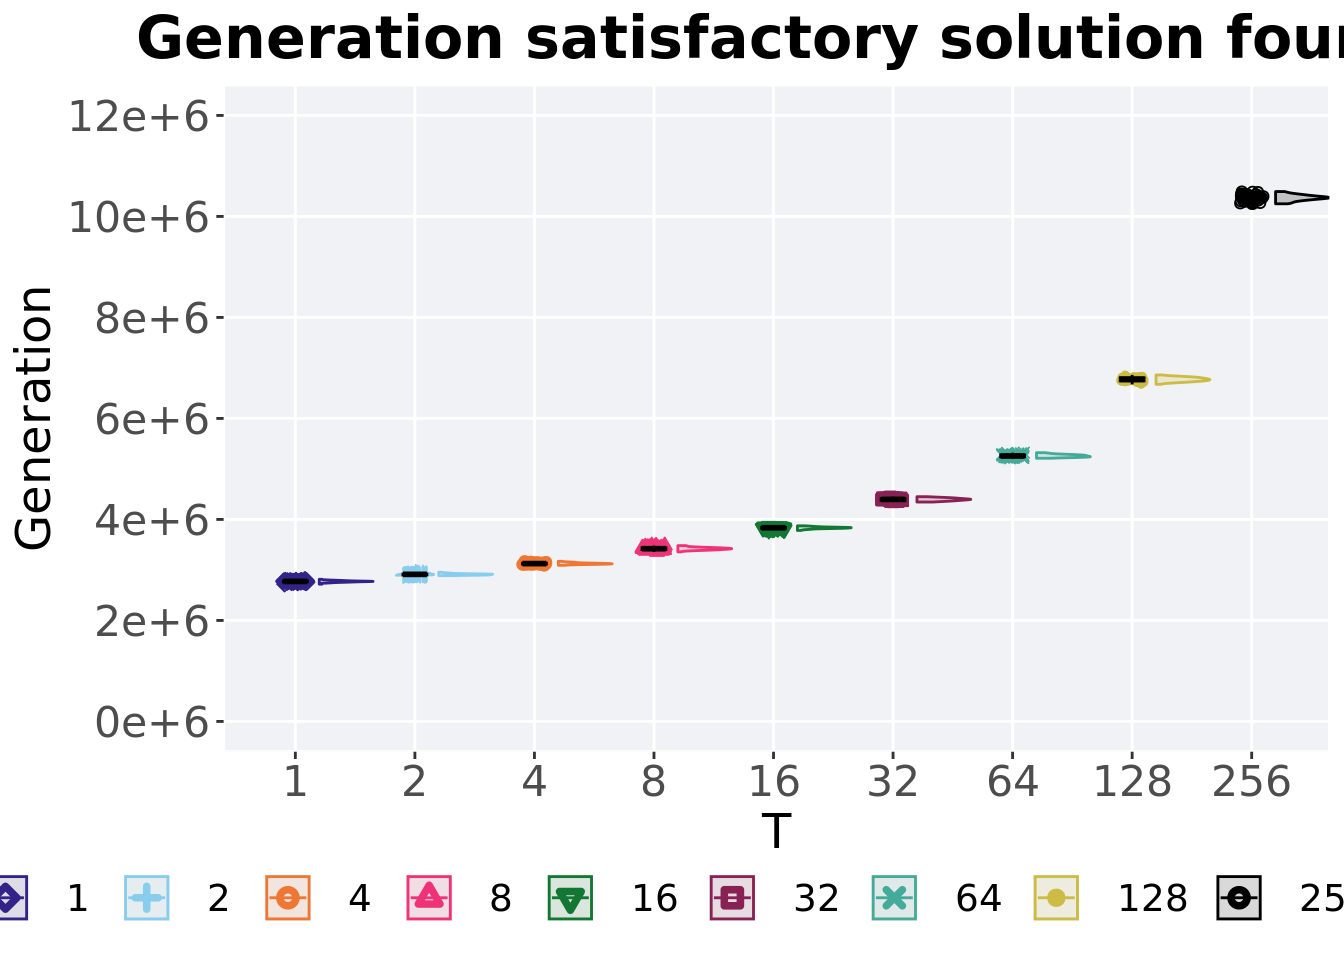 Generation satisfactory solution four
12e+6
10e+6
8e+6
6e+6
4e+6
2e+6
0e+6
Generation
1 2 4 8 16 32 64 128 256
T
1 2 4 8 16 32 64 128 25